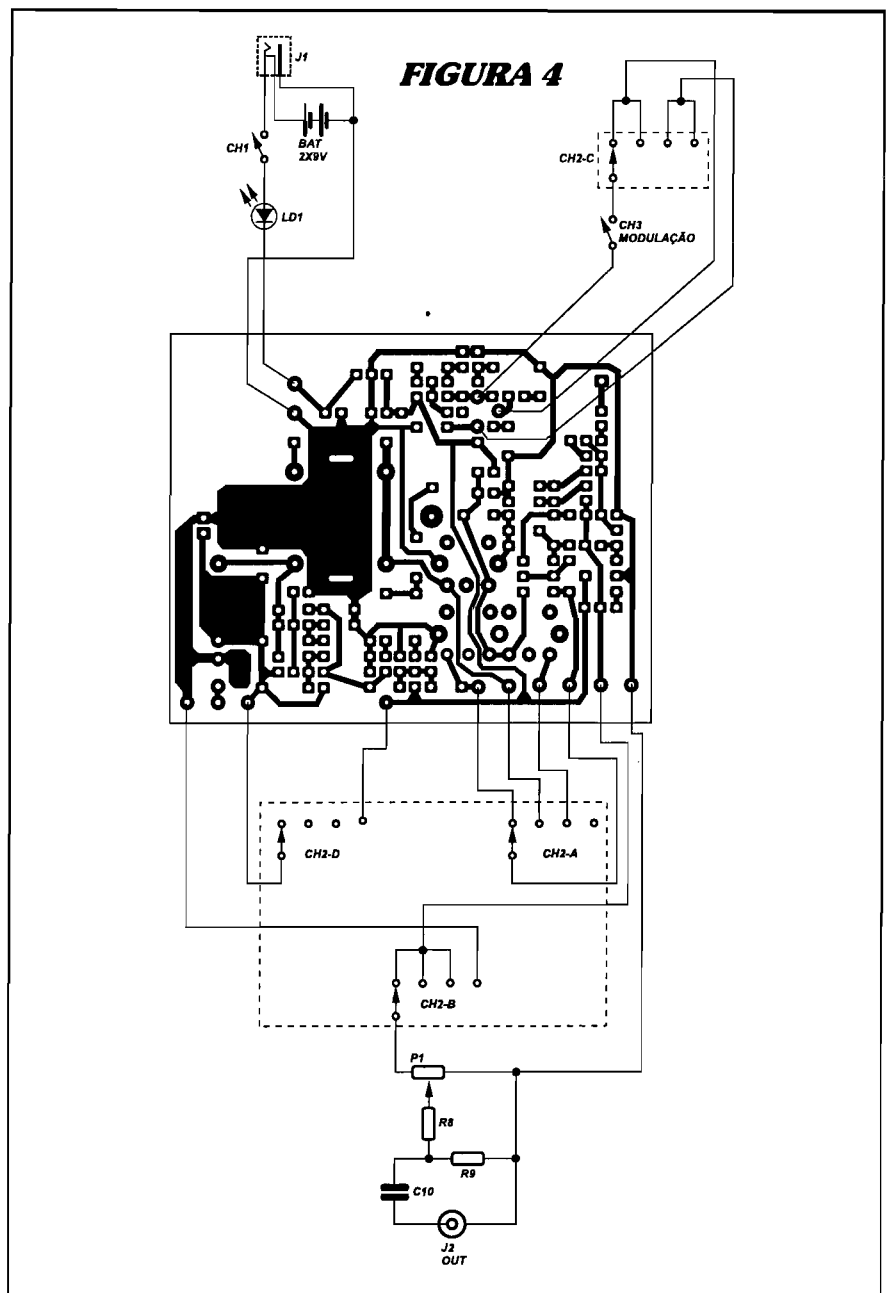 FIGURA 4
J1
BAT
2X9V
CH1
LD1
CH2-C
CH3
MODULAÇÃO
CH2-D
CH2-A
CH2-B
P1
R8
R9
C10
J2
OUT